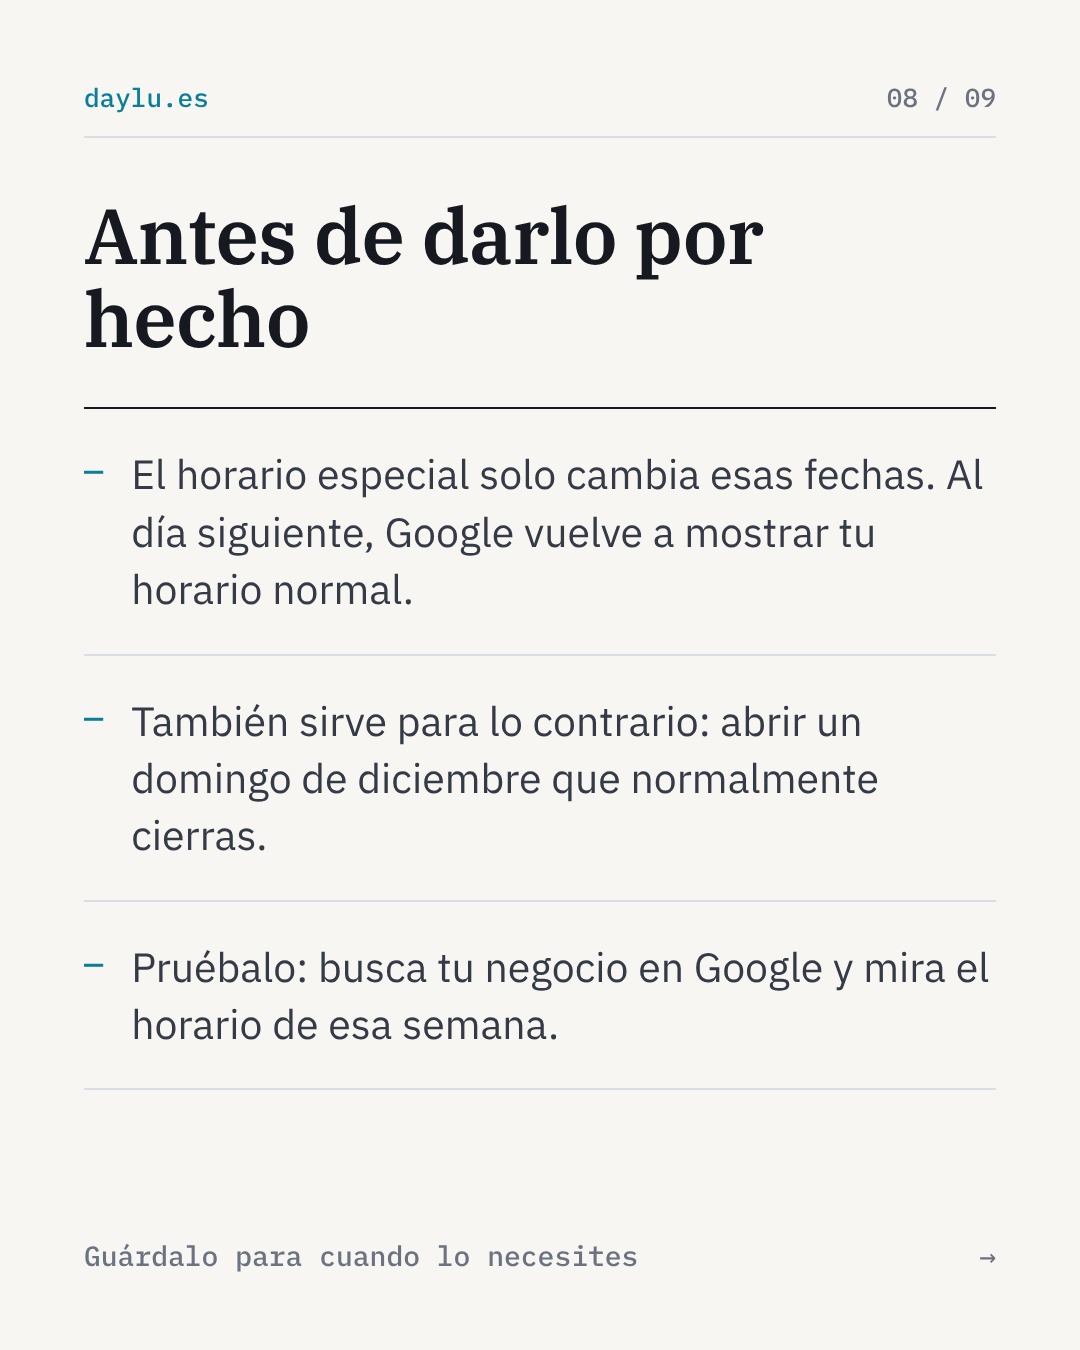 daylu.es
08 / 09
Antes de darlo por
hecho
– El horario especial solo cambia esas fechas. Al
día siguiente, Google vuelve a mostrar tu
horario normal.
– También sirve para lo contrario: abrir un
domingo de diciembre que normalmente
cierras.
– Pruébalo: busca tu negocio en Google y mira el
horario de esa semana.
Guárdalo para cuando lo necesites →